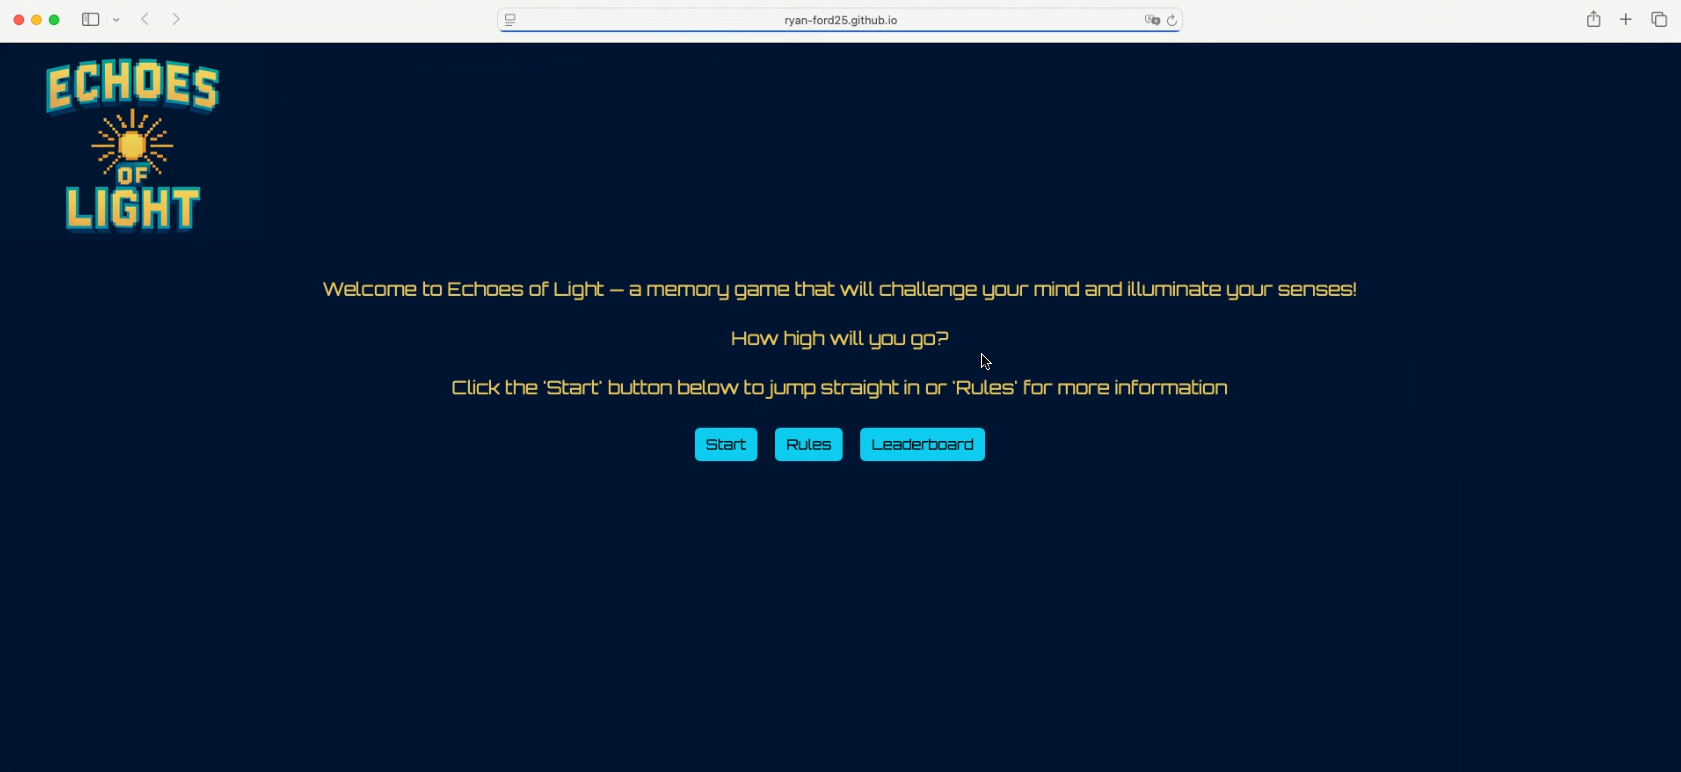 ryan-ford25.github.io
ECHOES
OF
LIGHT
Welcome to Echoes of Light – a memory game that will challenge your mind and illuminate your senses!
How high will you go?
Click the 'Start' button below to jump straight in or 'Rules' for more information
Start Rules Leaderboard